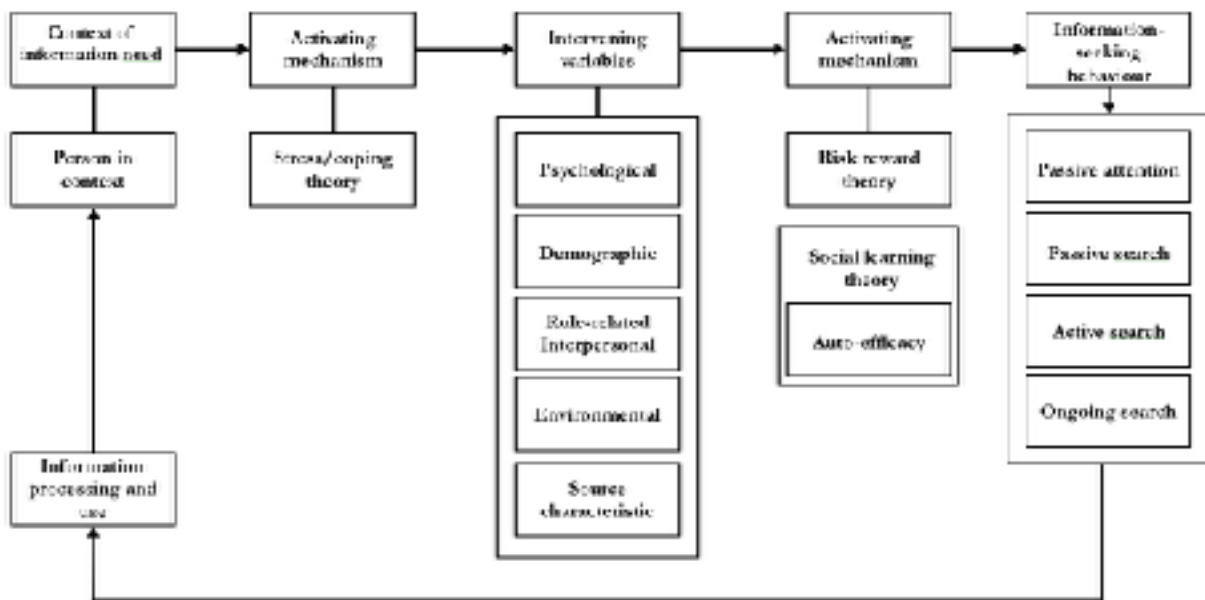 Context of
information need
Activating
mechanism
Intervening
variables
Activating
mechanism
Information-
seeking
behaviour
Person in
context
Stress/coping
theory
Psychological
Demographic
Role-related
Interpersonal
Environmental
Source
characteristic
Risk reward
theory
Social learning
theory
Auto-efficacy
Passive attention
Passive search
Active search
Ongoing search
Information
processing and
use